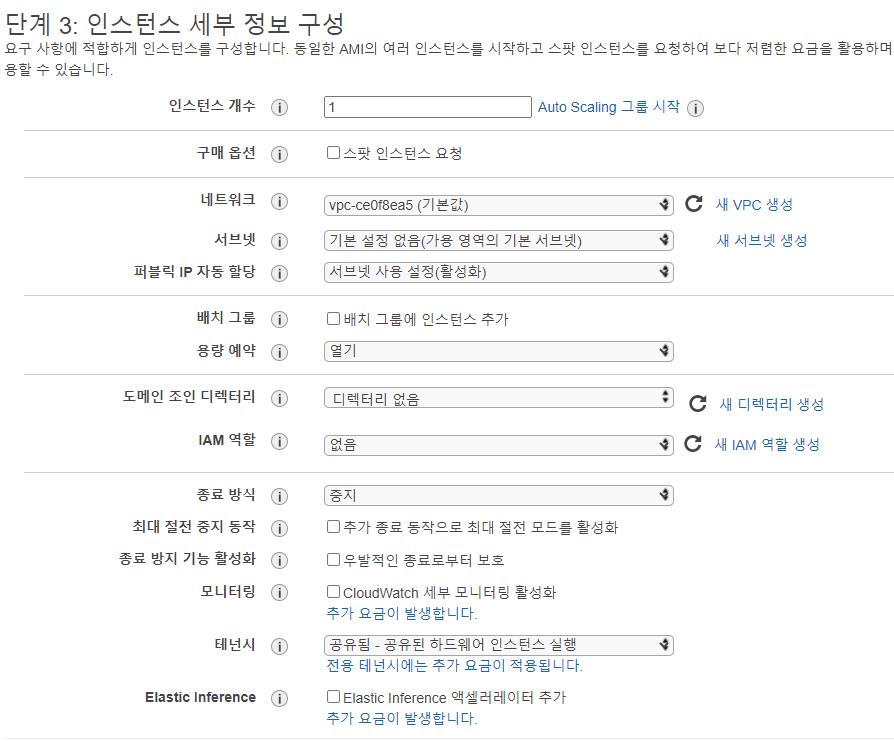 단계 3: 인스턴스 세부 정보 구성
요구 사항에 적합하게 인스턴스를 구성합니다. 동일한 AMI의 여러 인스턴스를 시작하고 스팟 인스턴스를 요청하여 보다 저렴한 요금을 활용하며
용할 수 있습니다.
인스턴스 개수 i 1 Auto Scaling 그룹 시작 i
구매 옵션 i 스팟 인스턴스 요청
네트워크 i vpc-ce0f8ea5 (기본값) 새 VPC 생성
서브넷 i 기본 설정 없음(가용 영역의 기본 서브넷) 새 서브넷 생성
퍼블릭 IP 자동 할당 i 서브넷 사용 설정(활성화)
배치 그룹 i 배치 그룹에 인스턴스 추가
용량 예약 i 열기
도메인 조인 디렉터리 i 디렉터리 없음 새 디렉터리 생성
IAM 역할 i 없음 새 IAM 역할 생성
종료 방식 i 중지
최대 절전 중지 동작 i 추가 종료 동작으로 최대 절전 모드를 활성화
종료 방지 기능 활성화 i 우발적인 종료로부터 보호
모니터링 i CloudWatch 세부 모니터링 활성화
추가 요금이 발생합니다.
테넌시 i 공유됨 - 공유된 하드웨어 인스턴스 실행
전용 테넌시에는 추가 요금이 적용됩니다.
Elastic Inference i Elastic Inference 액셀러레이터 추가
추가 요금이 발생합니다.